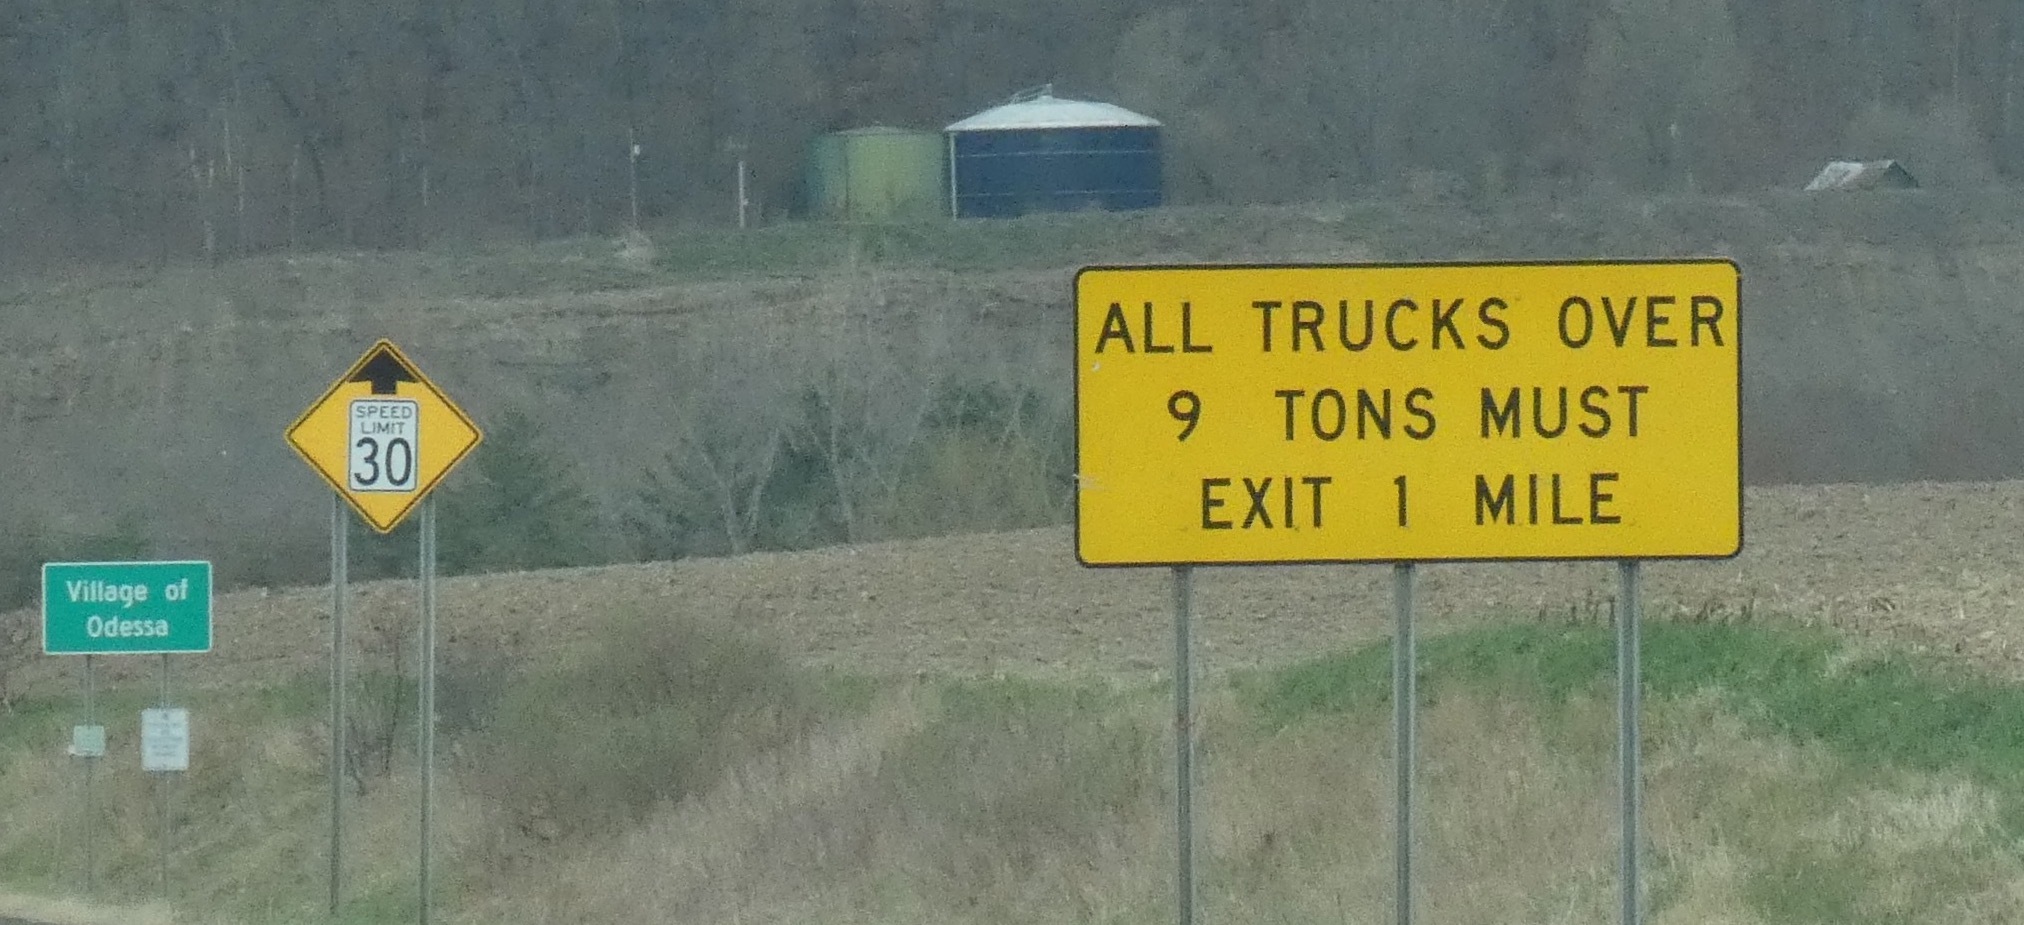 Village of
Odessa
SPEED
LIMIT
30
ALL TRUCKS OVER
9 TONS MUST
EXIT 1 MILE